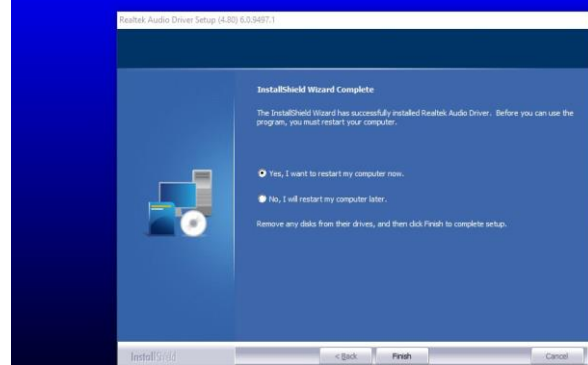 Realtek Audio Driver Setup (4.80) 6.0.9497.1
InstallShield Wizard Complete
The InstallShield Wizard has successfully installed Realtek Audio Driver. Before you can use the
program, you must restart your computer.
Yes, I want to restart my computer now.
No, I will restart my computer later.
Remove any disks from their drives, and then click Finish to complete setup.
InstallShield
< Back
Finish
Cancel